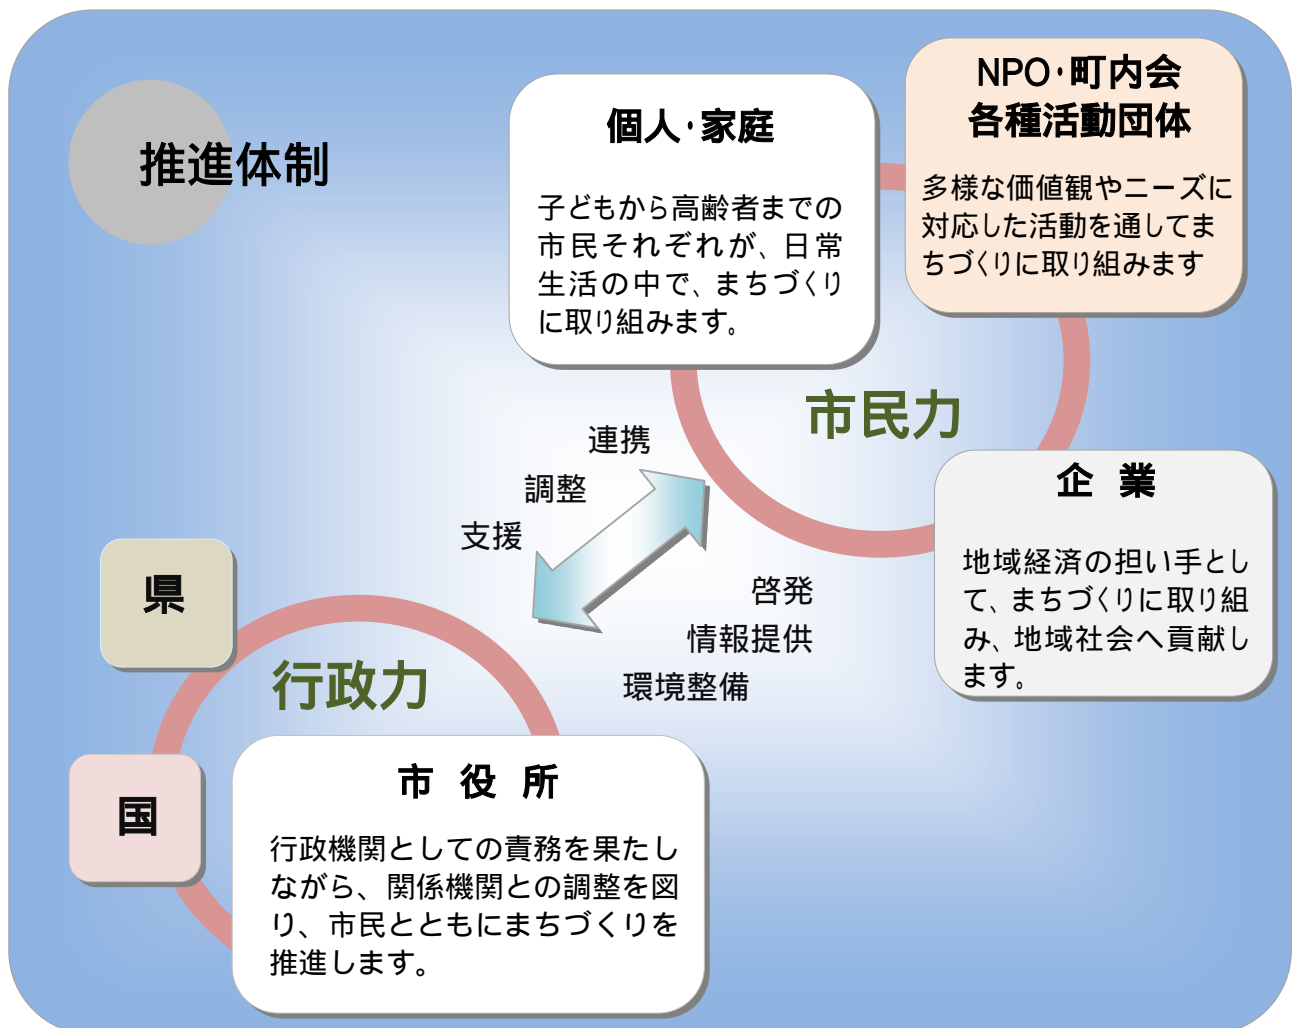 推進体制
個人・家庭
子どもから高齢者までの
市民それぞれが、日常
生活の中で、まちづくり
に取り組みます。
NPO・町内会
各種活動団体
多様な価値観やニーズに
対応した活動を通してま
ちづくりに取り組みます
市民力
企 業
地域経済の担い手とし
て、まちづくりに取り組
み、地域社会へ貢献し
ます。
連携
調整
支援
啓発
情報提供
環境整備
県
行政力
国
市 役 所
行政機関としての責務を果たし
ながら、関係機関との調整を図
り、市民とともにまちづくりを
推進します。